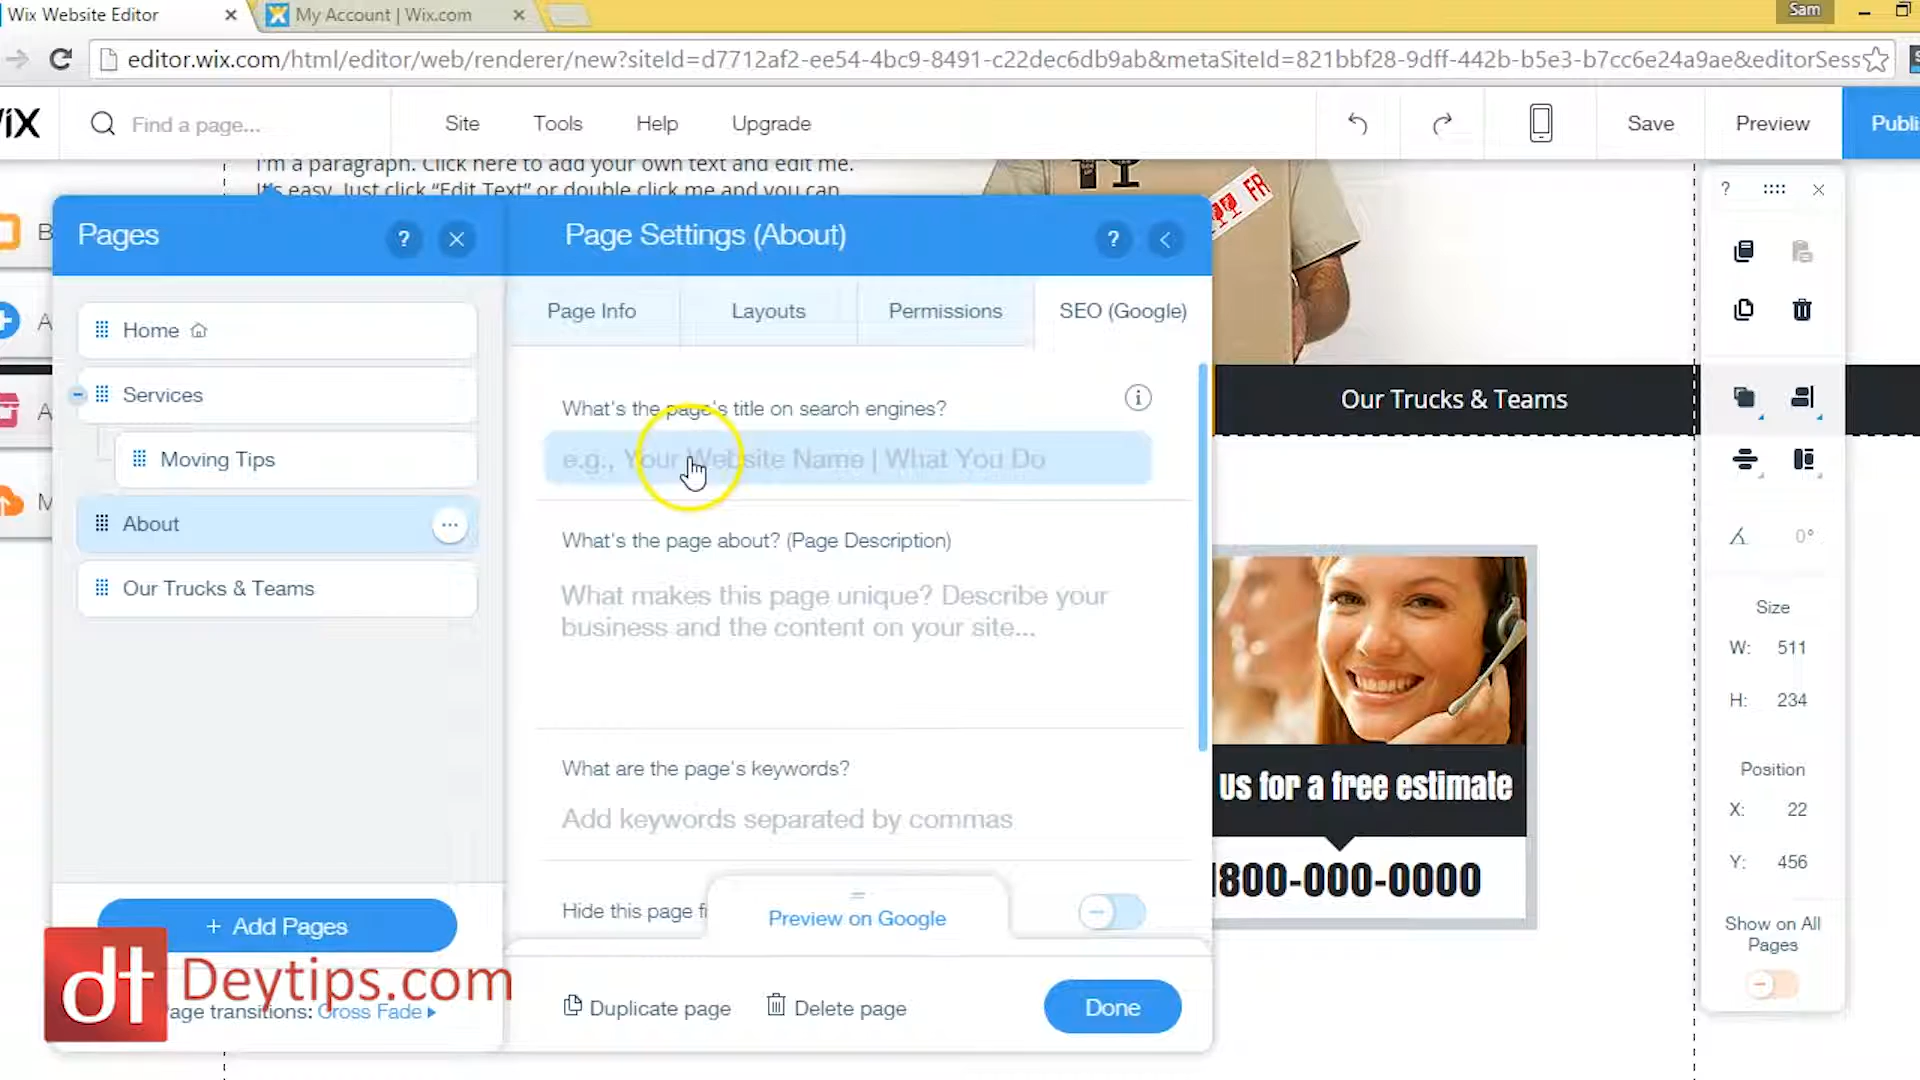 Wix Website Editor
My Account | Wix.com
Sam
editor.wix.com/html/editor/web/renderer/new?siteId=d7712af2-ee54-4bc9-8491-c22dec6db9ab&metaSiteId=821bbf28-9dff-442b-b5e3-b7cc6e24a9ae&editorSess
WiX
Find a page...
Site
Tools
Help
Upgrade
Save
Preview
Publi
I'm a paragraph. Click here to add your own text and edit me.
It's easy. Just click "Edit Text" or double click me and you can
FR
Pages
?
Page Settings (About)
?
?
B
A
A
M
Home
Services
Moving Tips
About
Our Trucks & Teams
Page Info
Layouts
Permissions
SEO (Google)
What's the page's title on search engines?
e.g., Your Website Name | What You Do
What's the page about? (Page Description)
What makes this page unique? Describe your
business and the content on your site...
What are the page's keywords?
Add keywords separated by commas
Hide this page f
Preview on Google
+ Add Pages
dt Deytips.com
age transitions: Cross Fade
Duplicate page
Delete page
Done
Our Trucks & Teams
Us for a free estimate
1800-000-0000
0°
Size
W: 511
H: 234
Position
X: 22
Y: 456
Show on All
Pages